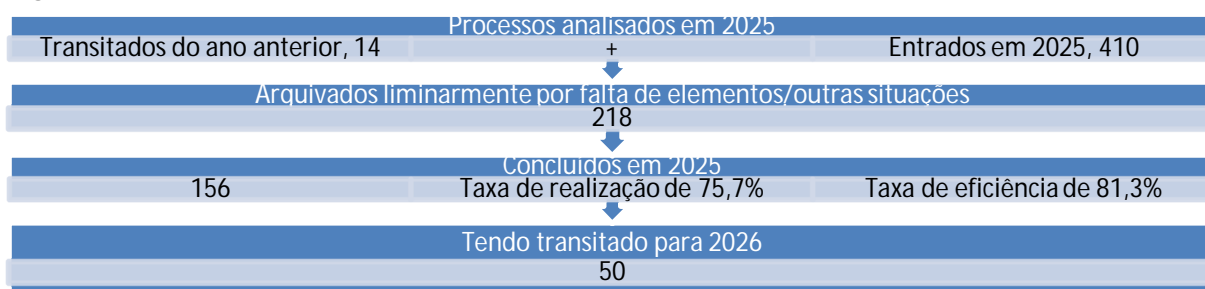 Processos analisados em 2025
Transitados do ano anterior, 14 + Entrados em 2025, 410
Arquivados liminarmente por falta de elementos/outras situações
218
Concluídos em 2025
156 Taxa de realização de 75,7% Taxa de eficiência de 81,3%
Tendo transitado para 2026
50